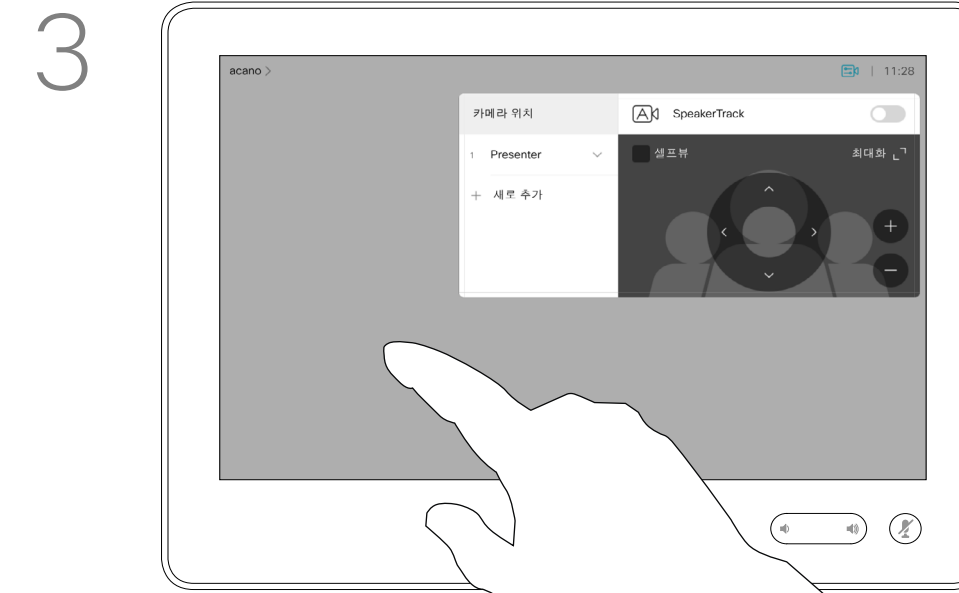 3
acano >
11:28
카메라 위치
SpeakerTrack
1 Presenter
셀프뷰
최대화
+ 새로 추가